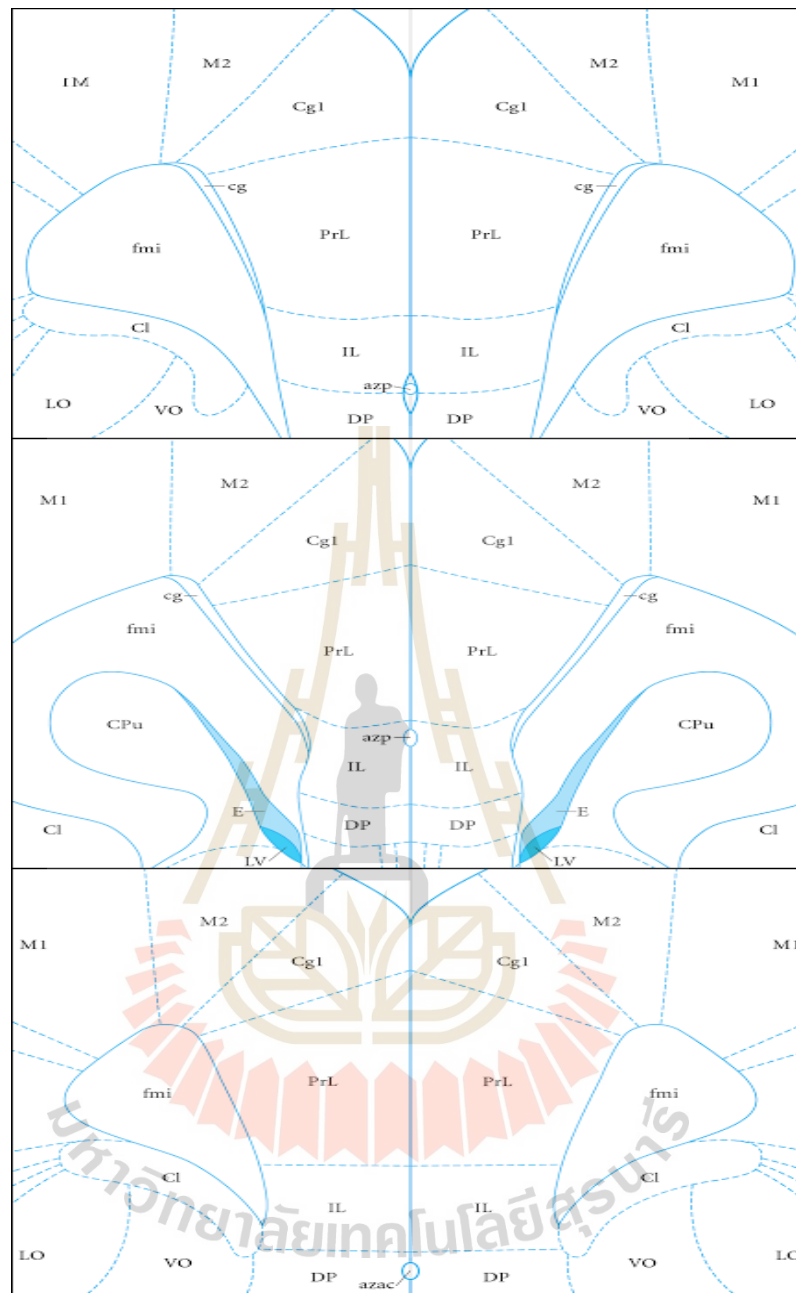 M2 M2
1M M1
Cg1 Cg1
cg cg
PrL PrL
fmi fmi
Cl Cl
IL IL
azp
LO VO DP DP VO LO
M2 M2
M1 M1
Cg1 Cg1
cg cg
fmi fmi
PrL PrL
CPu CPu
azp
IL IL
E E
Cl DP DP Cl
LV LV
M2 M2
M1 M1
Cg1 Cg1
PrL PrL
fmi fmi
Cl Cl
IL IL
มหาวิทยาลัยเทคโนโลยีสุรนารี
LO VO VO LO
DP DP
azac